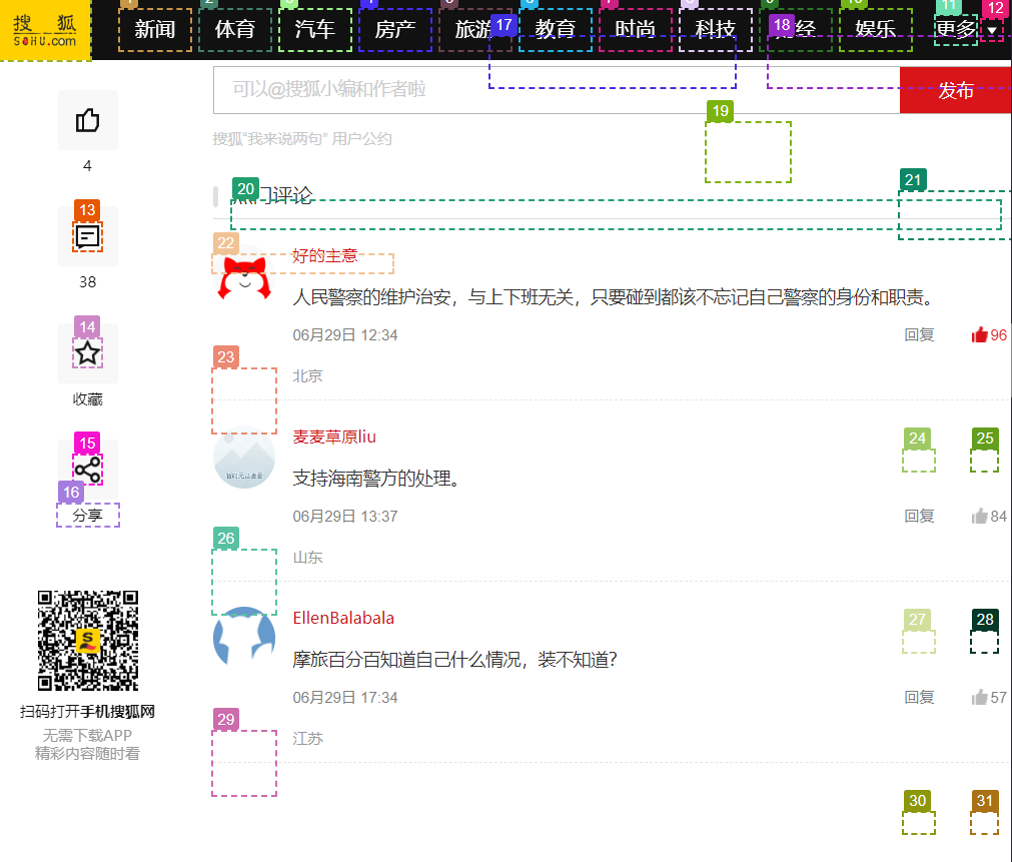 搜 狐
SOHU.com
新闻 体育 汽车 房产 旅游 教育 时尚 科技 经 娱乐 更多
11 12
17 18
可以@搜狐小编和作者啦 发布
19
搜狐“我来说两句” 用户公约
4
20 门评论 21
13
38
22 好的主意
人民警察的维护治安，与上下班无关，只要碰到都该不忘记自己警察的身份和职责。
06月29日 12:34 回复 96
14
收藏
23
北京
15
16
分享
麦麦草原liu 24 25
支持海南警方的处理。
06月29日 13:37 回复 84
26
山东
EllenBalabala 27 28
摩旅百分百知道自己什么情况，装不知道？
06月29日 17:34 回复 57
扫码打开手机搜狐网
无需下载APP
精彩内容随时看
29
江苏
30 31